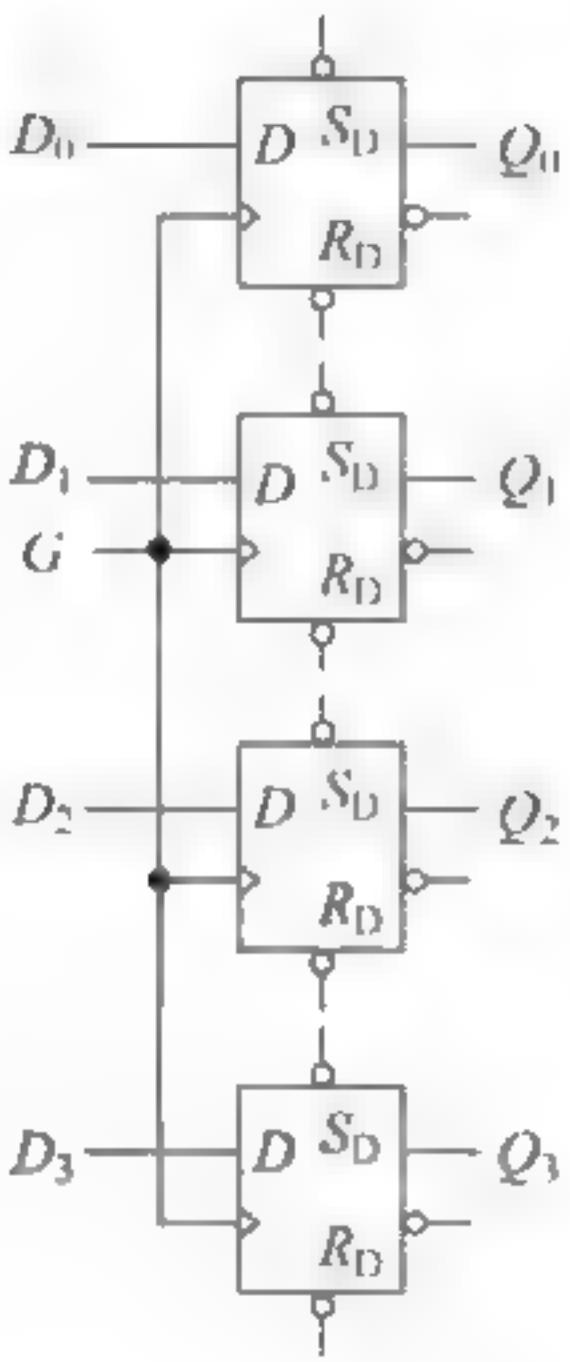 D₀ D S_D Q₀
R_D
D₁ D S_D Q₁
G R_D
D₂ D S_D Q₂
R_D
D₃ D S_D Q₃
R_D